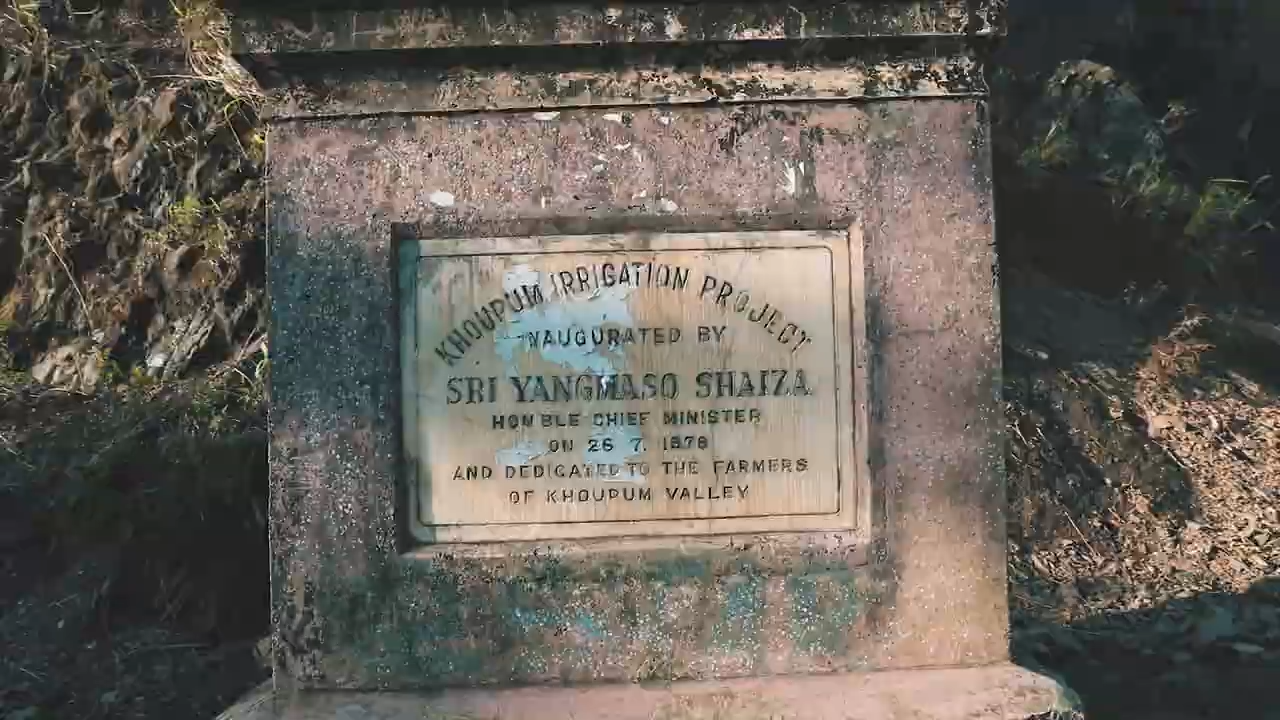 KHOUPUM IRRIGATION PROJECT
INAUGURATED BY
SRI YANGMASO SHAIZA
HON'BLE CHIEF MINISTER
ON 26 7. 1978
AND DEDICATED TO THE FARMERS
OF KHOUPUM VALLEY